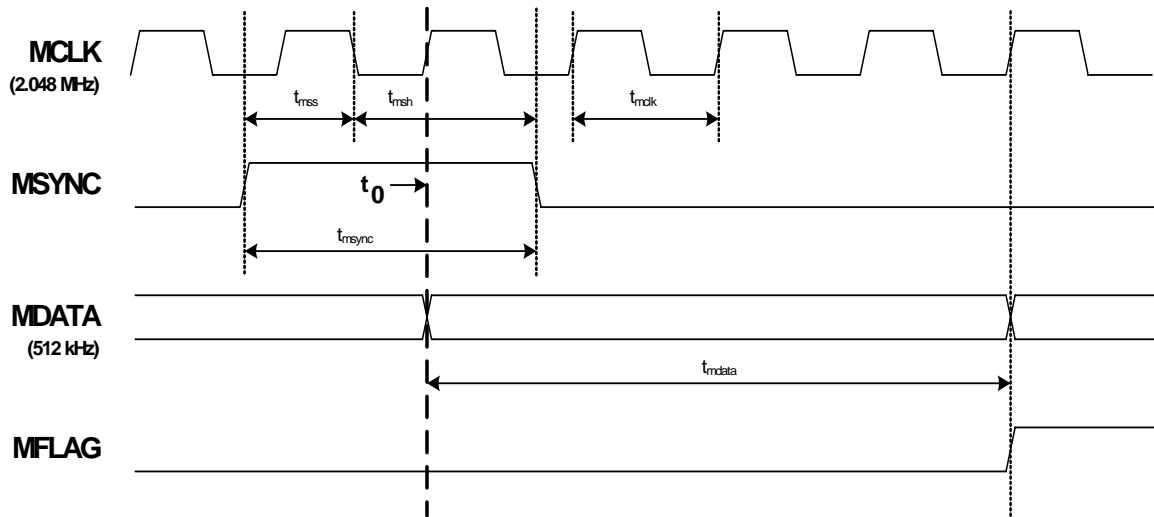 MCLK
(2.048 MHz)
tmss
tmsh
tmclk
MSYNC
t0
tmsync
MDATA
(512 kHz)
tmdata
MFLAG